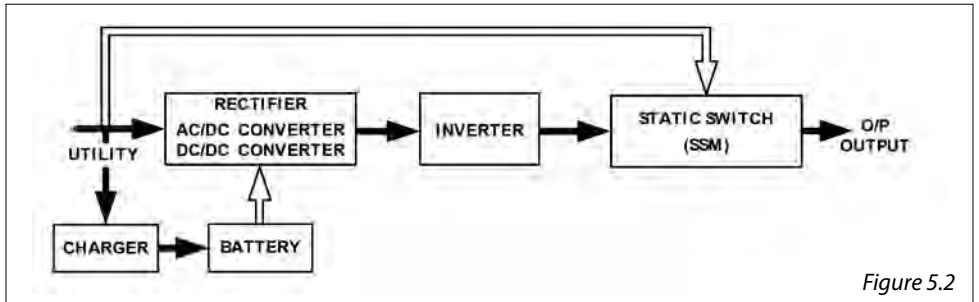 RECTIFIER
AC/DC CONVERTER
DC/DC CONVERTER
INVERTER
STATIC SWITCH
(SSM)
O/P
OUTPUT
UTILITY
CHARGER
BATTERY
Figure 5.2